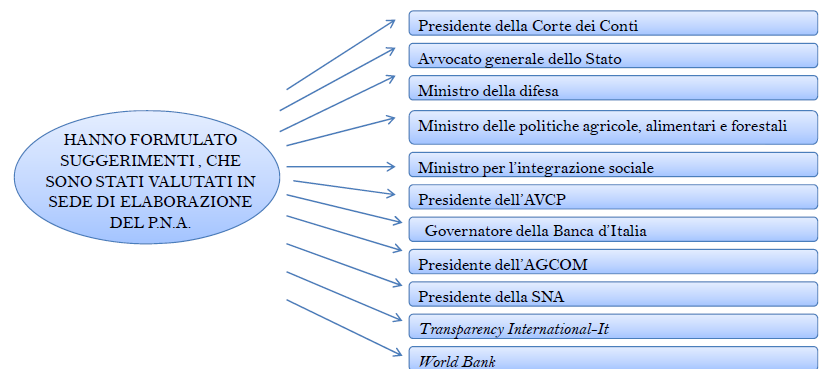 HANNO FORMULATO
SUGGERIMENTI , CHE
SONO STATI VALUTATI IN
SEDE DI ELABORAZIONE
DEL P.N.A.
Presidente della Corte dei Conti
Avvocato generale dello Stato
Ministro della difesa
Ministro delle politiche agricole, alimentari e forestali
Ministro per l'integrazione sociale
Presidente dell'AVCP
Governatore della Banca d'Italia
Presidente dell'AGCOM
Presidente della SNA
Transparency International-It
World Bank